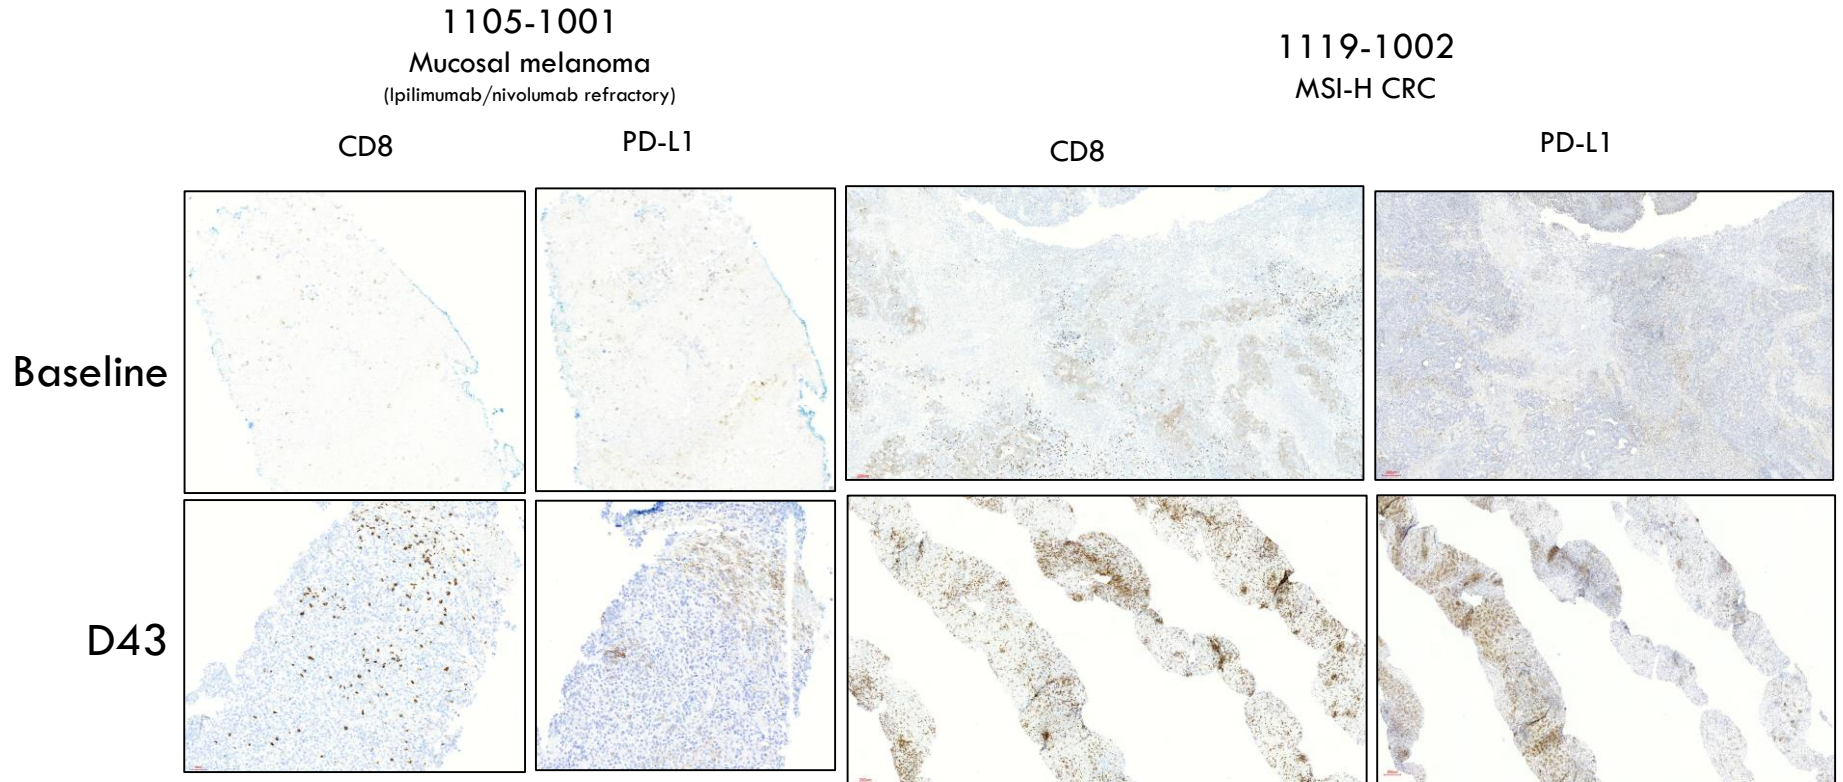 1105-1001
Mucosal melanoma
(Ipilimumab/nivolumab refractory)
1119-1002
MSI-H CRC
CD8
PD-L1
CD8
PD-L1
Baseline
D43